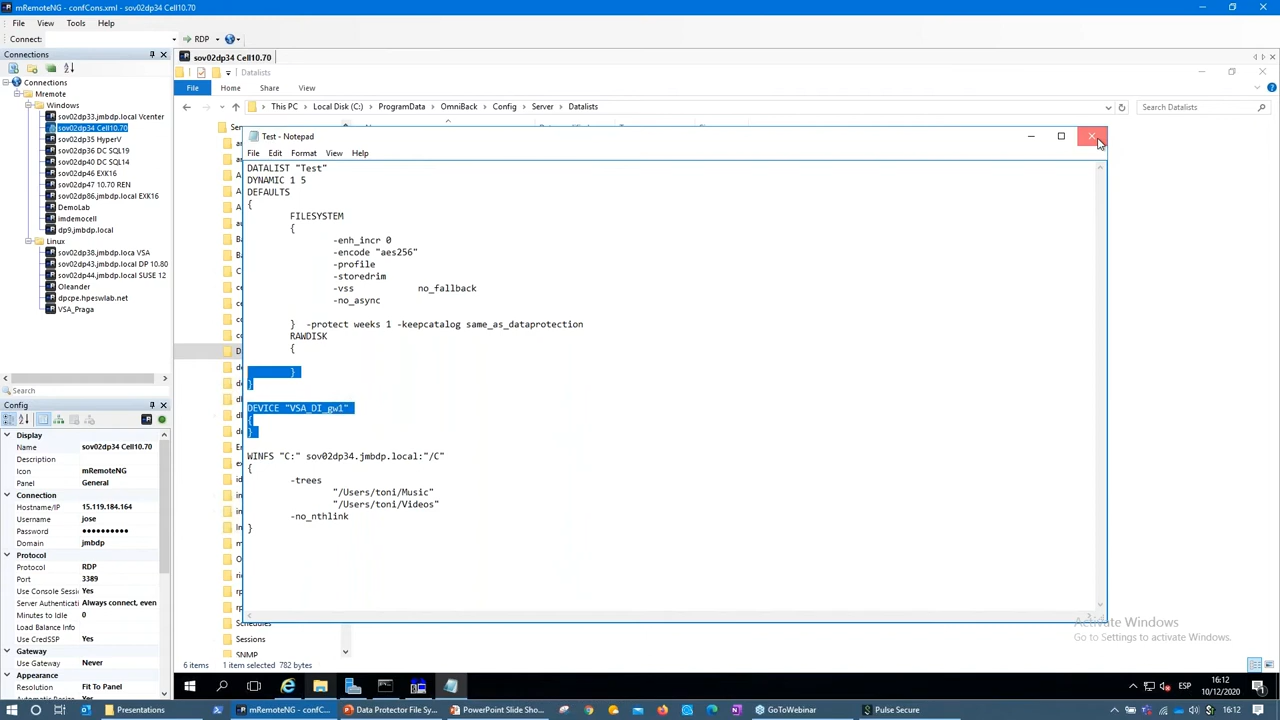 mRemoteNG - confCons.xml - sov02dp34 Cell10.70
File View Tools Help
Connect: RDP
Connections
Connections
Mremote
Windows
sov02dp33.jmbdp.local Vcenter
sov02dp34 Cell10.70
sov02dp35 HyperV
sov02dp36 DC SQL19
sov02dp40 DC SQL14
sov02dp46 EXK16
sov02dp47 10.70 REN
sov02dp86.jmbdp.local EXK16
DemoLab
imdemocell
dp9.jmbdp.local
Linux
sov02dp38.jmbdp.loca VSA
sov02dp43.jmbdp.local DP 10.80
sov02dp44.jmbdp.local SUSE 12
Oleander
dpcpe.hpeswlab.net
VSA_Praga
Search
Config
Display
Name sov02dp34 Cell10.70
Description
Icon mRemoteNG
Panel General
Connection
Hostname/IP 15.119.184.164
Username jose
Password ●●●●●●●●●●
Domain jmbdp
Protocol
Protocol RDP
Port 3389
Use Console Sessi Yes
Server Authenticati Always connect, even
Minutes to Idle 0
Load Balance Info
Use CredSSP Yes
Gateway
Use Gateway Never
Appearance
Resolution Fit To Panel
Automatic Resize Yes
sov02dp34 Cell10.70
Datalists
File Home Share View
This PC Local Disk (C:) ProgramData OmniBack Config Server Datalists
Search Datalists
Test - Notepad
File Edit Format View Help
DATALIST "Test"
DYNAMIC 1 5
DEFAULTS
{
FILESYSTEM
{
-enh_incr 0
-encode "aes256"
-profile
-storedrim
-vss no_fallback
-no_async
} -protect weeks 1 -keepcatalog same_as_dataprotection
RAWDISK
{
}
}
DEVICE "VSA_DI_gw1"
{
}
WINFS "C:" sov02dp34.jmbdp.local:"/C"
{
-trees
"/Users/toni/Music"
"/Users/toni/Videos"
-no_nthlink
}
Schedules
Sessions
SNMP
6 items 1 item selected 782 bytes
Activate Windows
Go to Settings to activate Windows.
ESP
16:12
10/12/2020
Presentations
mRemoteNG - confC...
Data Protector File Sy...
PowerPoint Slide Sho...
GoToWebinar
Pulse Secure
16:12